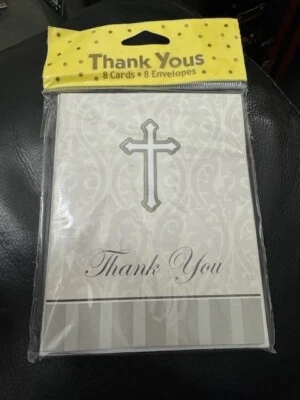 Thank Yous
8 Cards • 8 Envelopes
Thank You